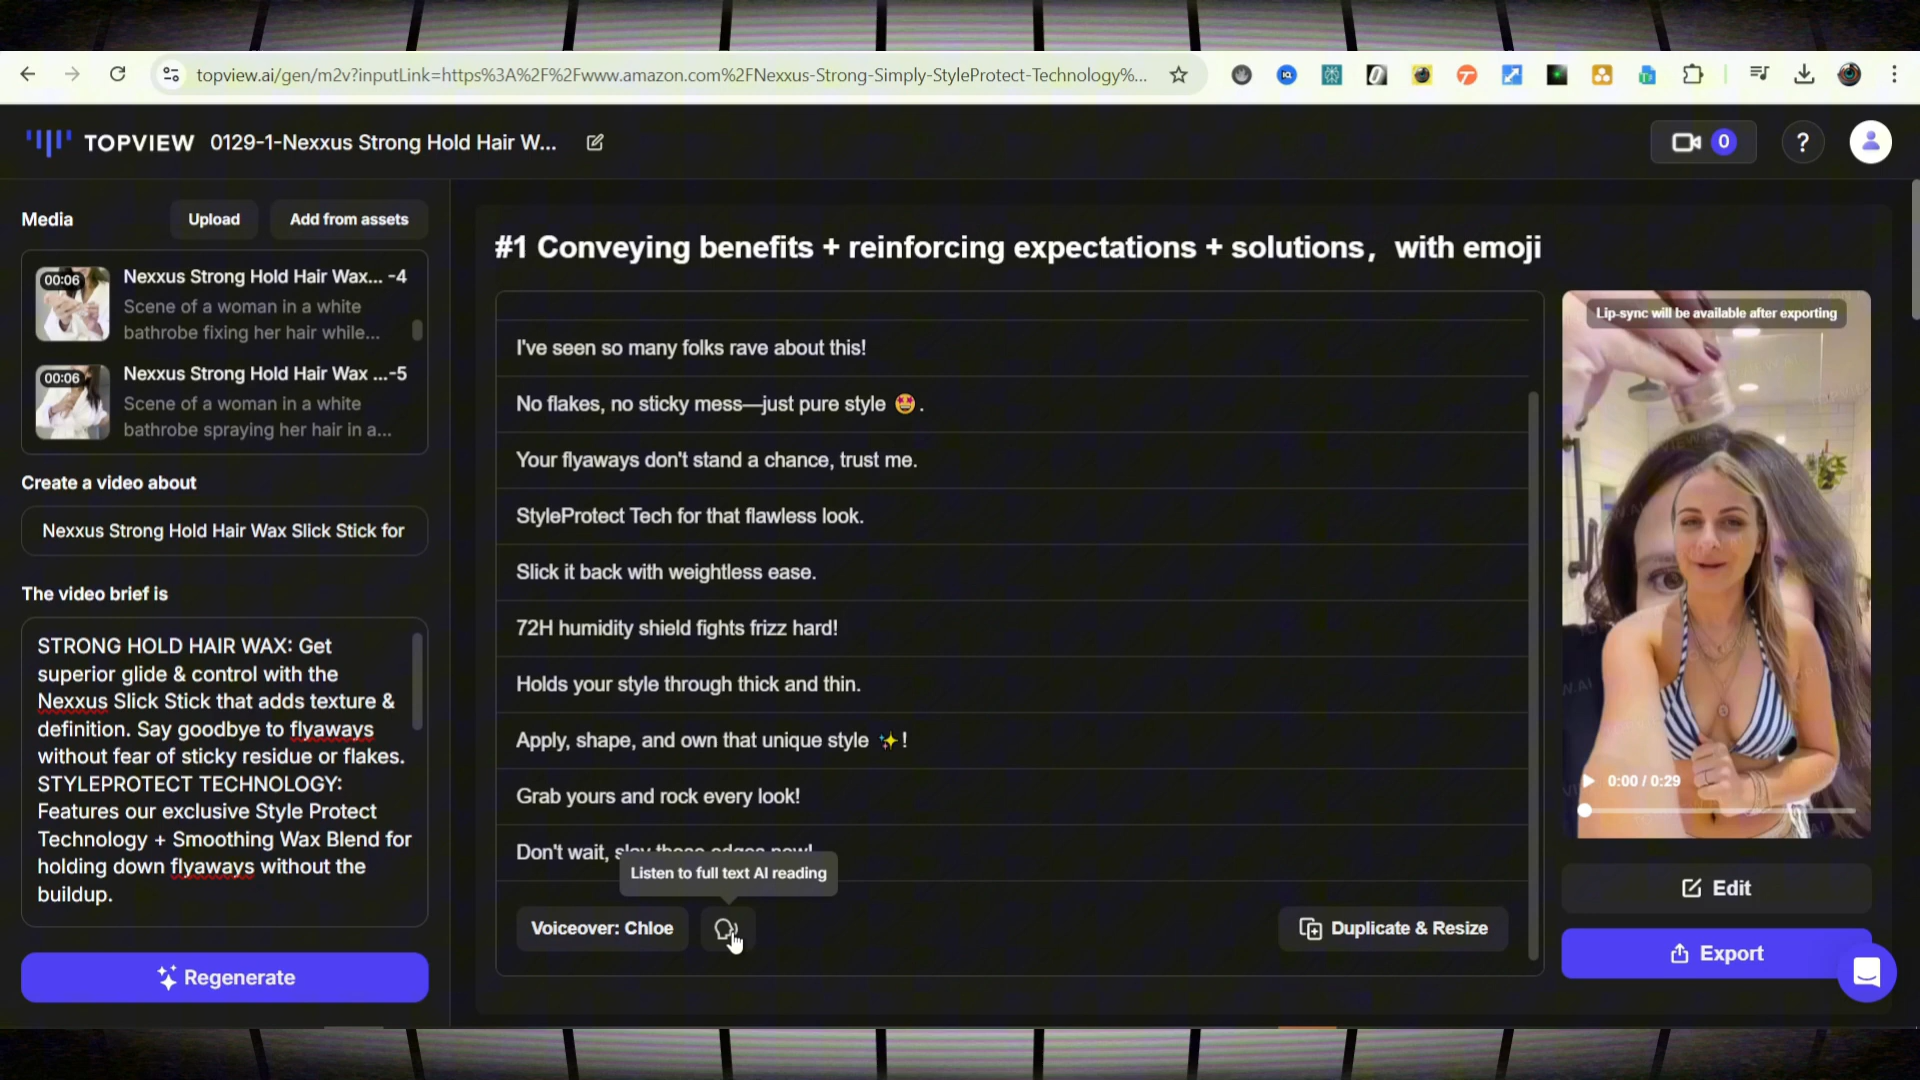 topview.ai/gen/m2v?inputLink=https%3A%2F%2Fwww.amazon.com%2FNexxus-Strong-Simply-StyleProtect-Technology%...
TOPVIEW 0129-1-Nexxus Strong Hold Hair W...
0
?
Media
Upload
Add from assets
00:06
Nexxus Strong Hold Hair Wax... -4
Scene of a woman in a white
bathrobe fixing her hair while...
00:06
Nexxus Strong Hold Hair Wax ...-5
Scene of a woman in a white
bathrobe spraying her hair in a...
Create a video about
Nexxus Strong Hold Hair Wax Slick Stick for
The video brief is
STRONG HOLD HAIR WAX: Get
superior glide & control with the
Nexxus Slick Stick that adds texture &
definition. Say goodbye to flyaways
without fear of sticky residue or flakes.
STYLEPROTECT TECHNOLOGY:
Features our exclusive Style Protect
Technology + Smoothing Wax Blend for
holding down flyaways without the
buildup.
Regenerate
#1 Conveying benefits + reinforcing expectations + solutions，with emoji
I've seen so many folks rave about this!
No flakes, no sticky mess—just pure style 🤩 .
Your flyaways don't stand a chance, trust me.
StyleProtect Tech for that flawless look.
Slick it back with weightless ease.
72H humidity shield fights frizz hard!
Holds your style through thick and thin.
Apply, shape, and own that unique style ✨ !
Grab yours and rock every look!
Don't wait, slay those edges now!
Listen to full text AI reading
Voiceover: Chloe
Duplicate & Resize
Lip-sync will be available after exporting
0:00 / 0:29
Edit
Export